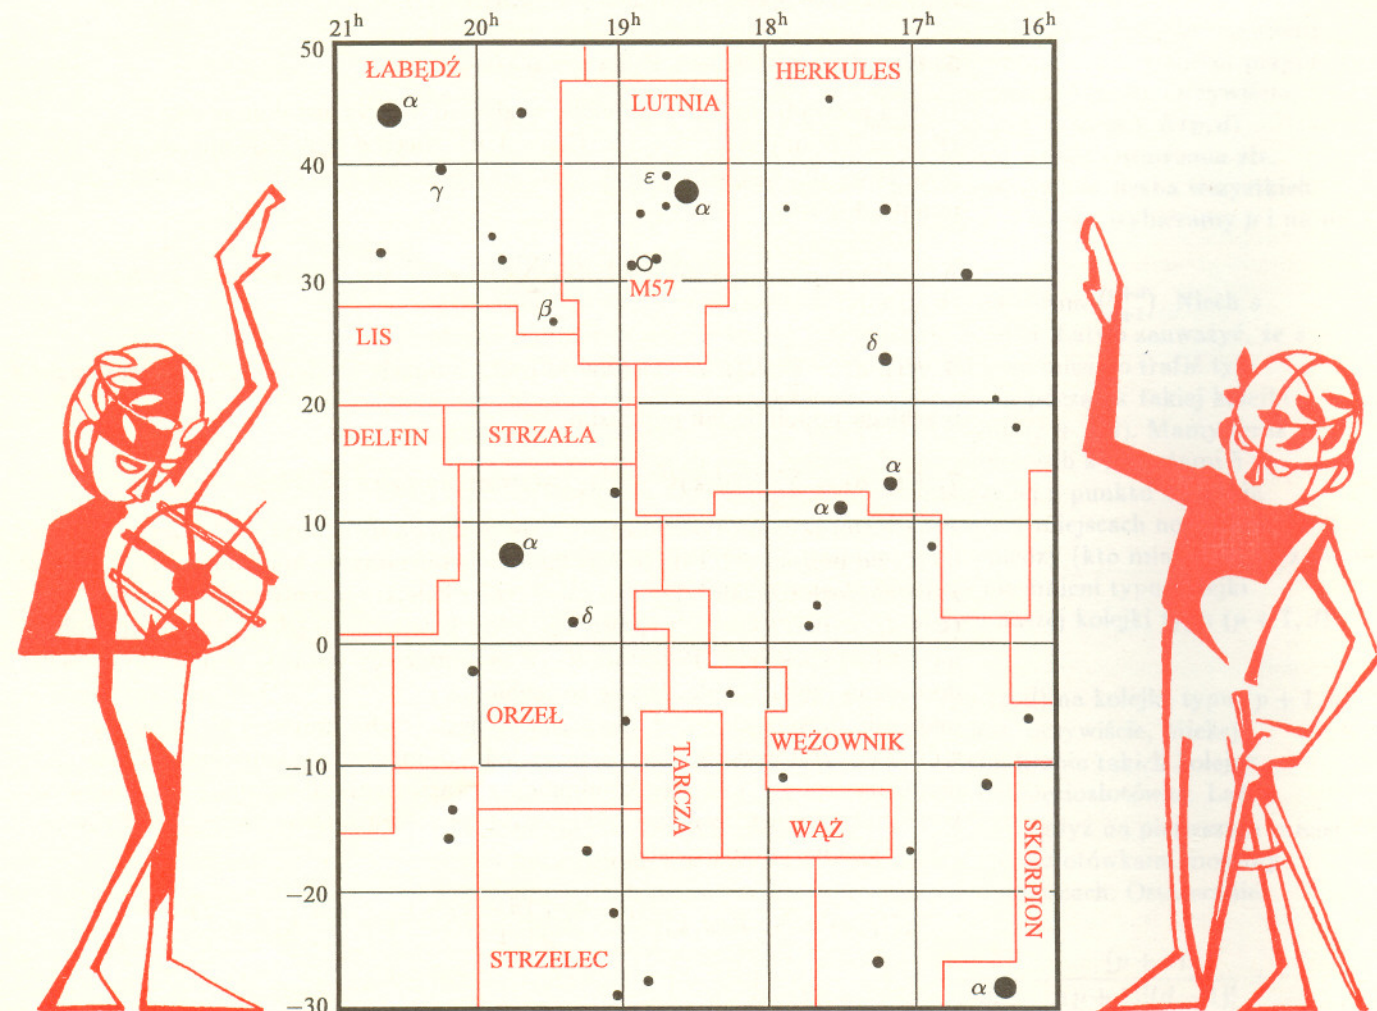 21h 20h 19h 18h 17h 16h
50
ŁABĘDŹ
HERKULES
α
LUTNIA
40
ε
γ
α
30
M57
β
LIS
δ
20
DELFIN
STRZAŁA
α
α
10
α
δ
0
ORZEŁ
WĘŻOWNIK
−10
TARCZA
WĄŻ
SKORPION
−20
STRZELEC
α
−30